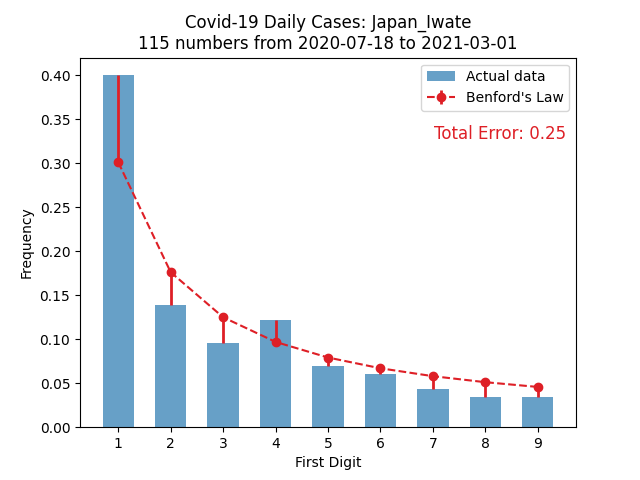 Covid-19 Daily Cases: Japan_Iwate
115 numbers from 2020-07-18 to 2021-03-01
Actual data
Benford's Law
Total Error: 0.25
Frequency
0.40
0.35
0.30
0.25
0.20
0.15
0.10
0.05
0.00
1 2 3 4 5 6 7 8 9
First Digit